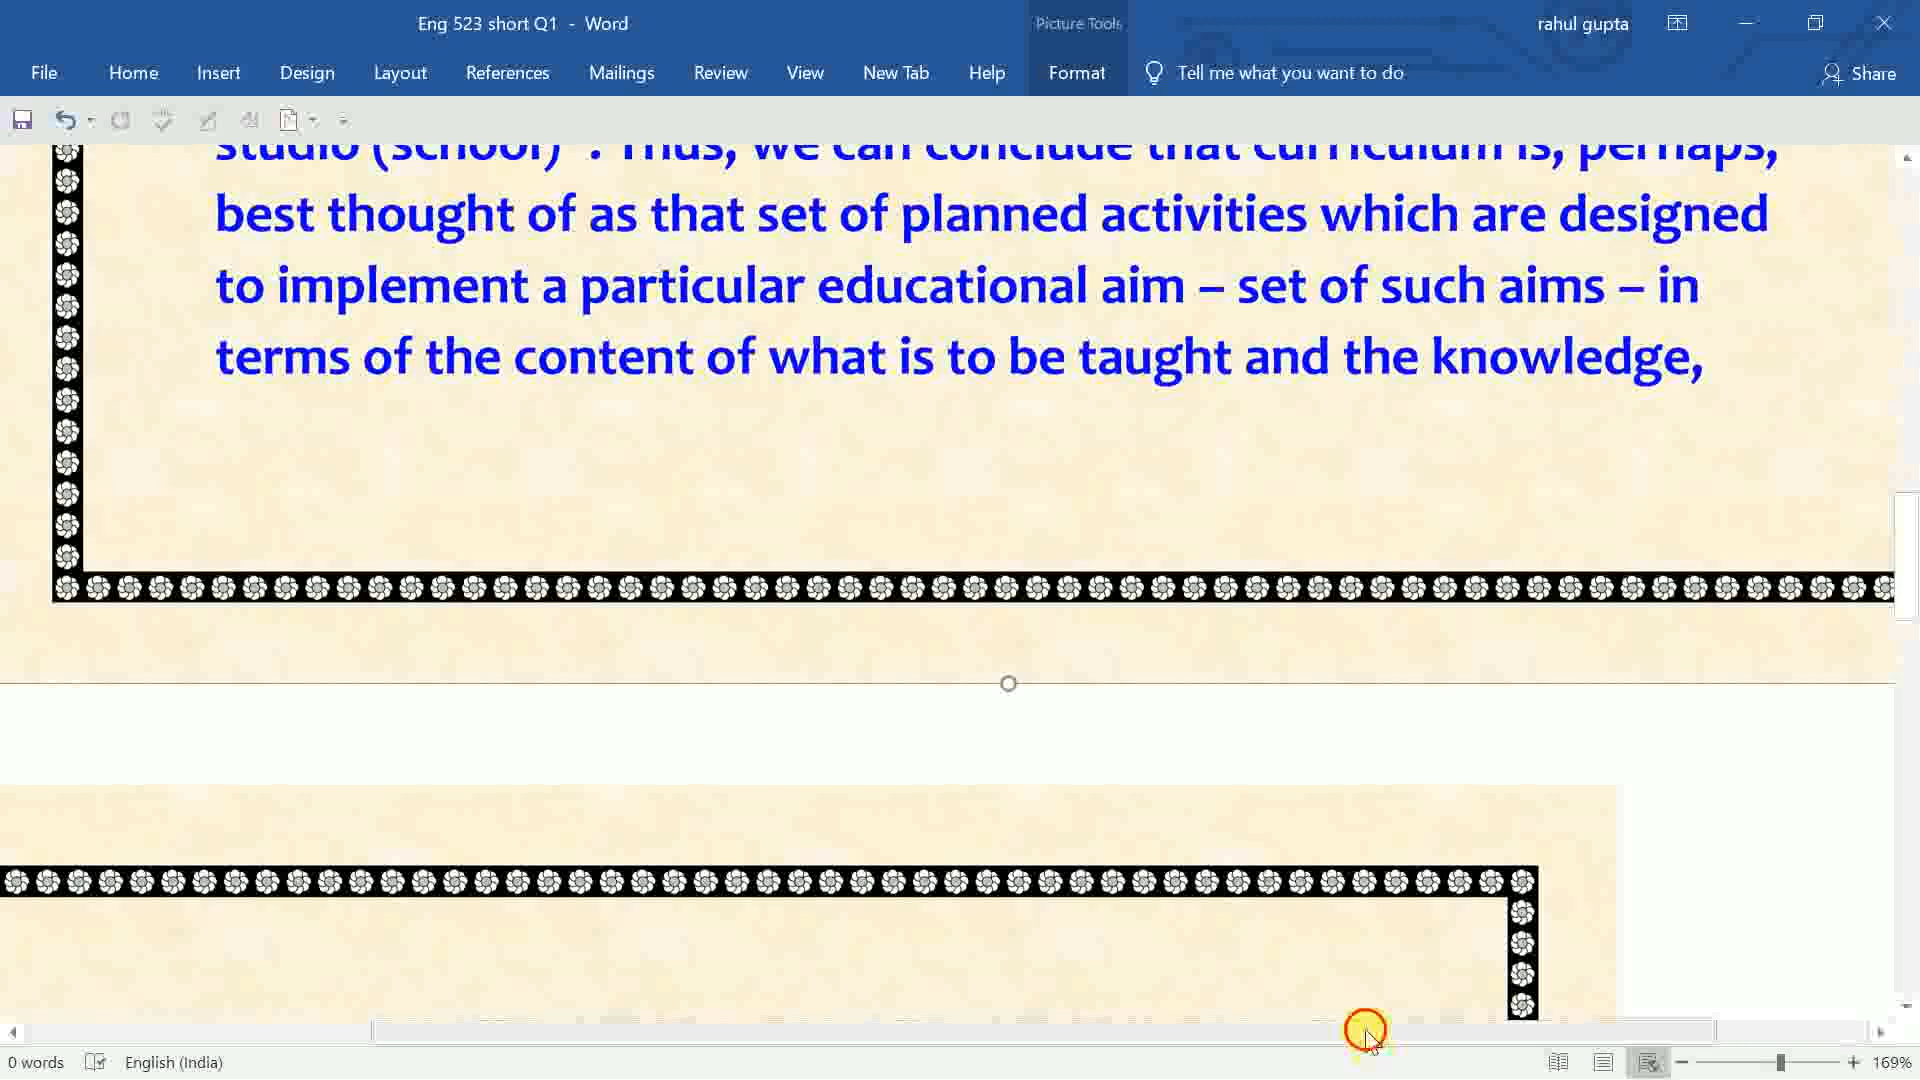 Eng 523 short Q1 - Word
Picture Tools
rahul gupta
File Home Insert Design Layout References Mailings Review View New Tab Help Format Tell me what you want to do Share
studio (school)" . Thus, we can conclude that curriculum is, perhaps,
best thought of as that set of planned activities which are designed
to implement a particular educational aim – set of such aims – in
terms of the content of what is to be taught and the knowledge,
0 words English (India) 169%